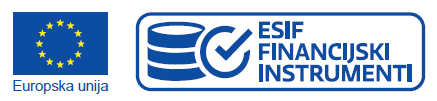 Europska unija
ESIF
FINANCIJSKI
INSTRUMENTI